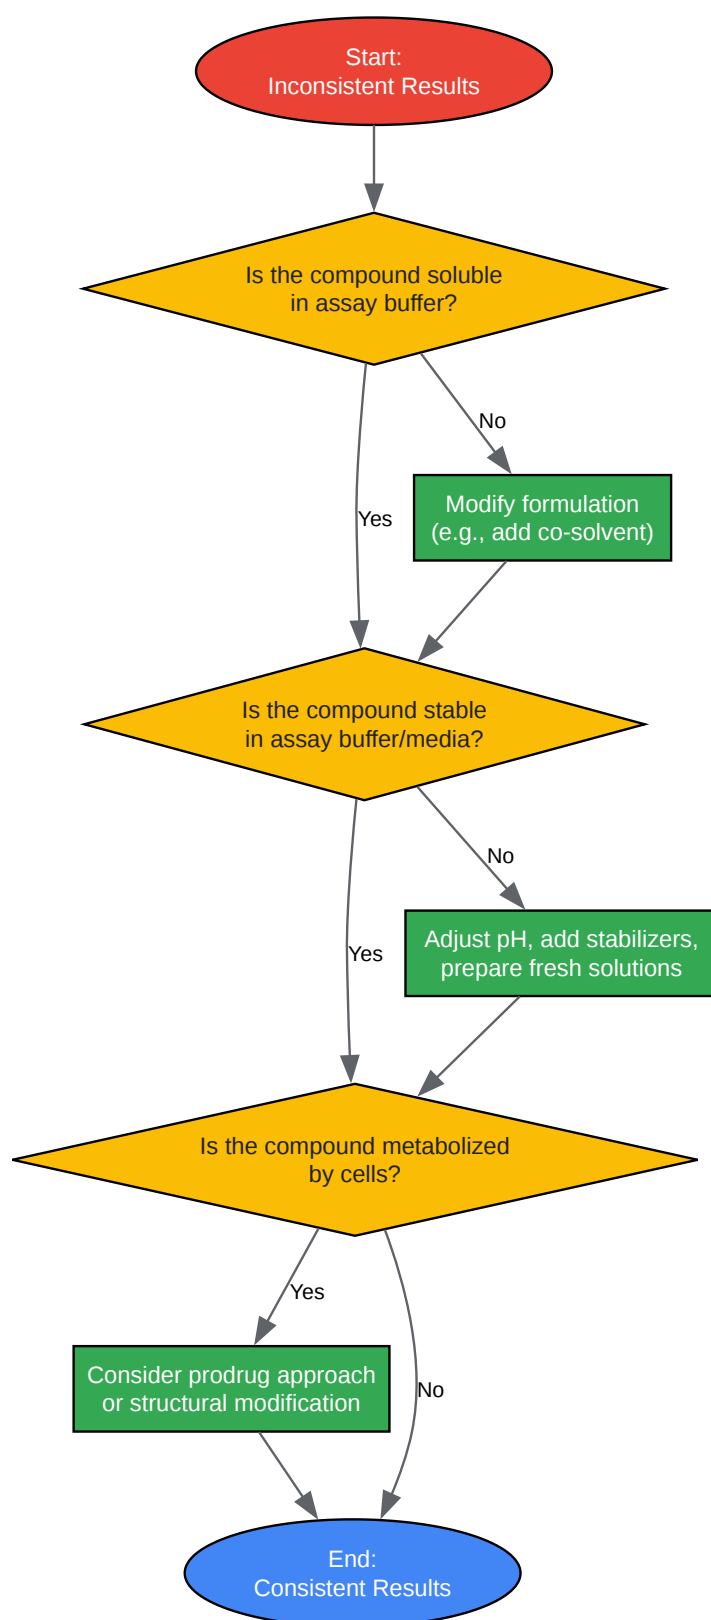 Start:
Inconsistent Results
Is the compound soluble
in assay buffer?
No
Modify formulation
(e.g., add co-solvent)
Yes
Is the compound stable
in assay buffer/media?
No
Adjust pH, add stabilizers,
prepare fresh solutions
Yes
Is the compound metabolized
by cells?
Yes
Consider prodrug approach
or structural modification
No
End:
Consistent Results